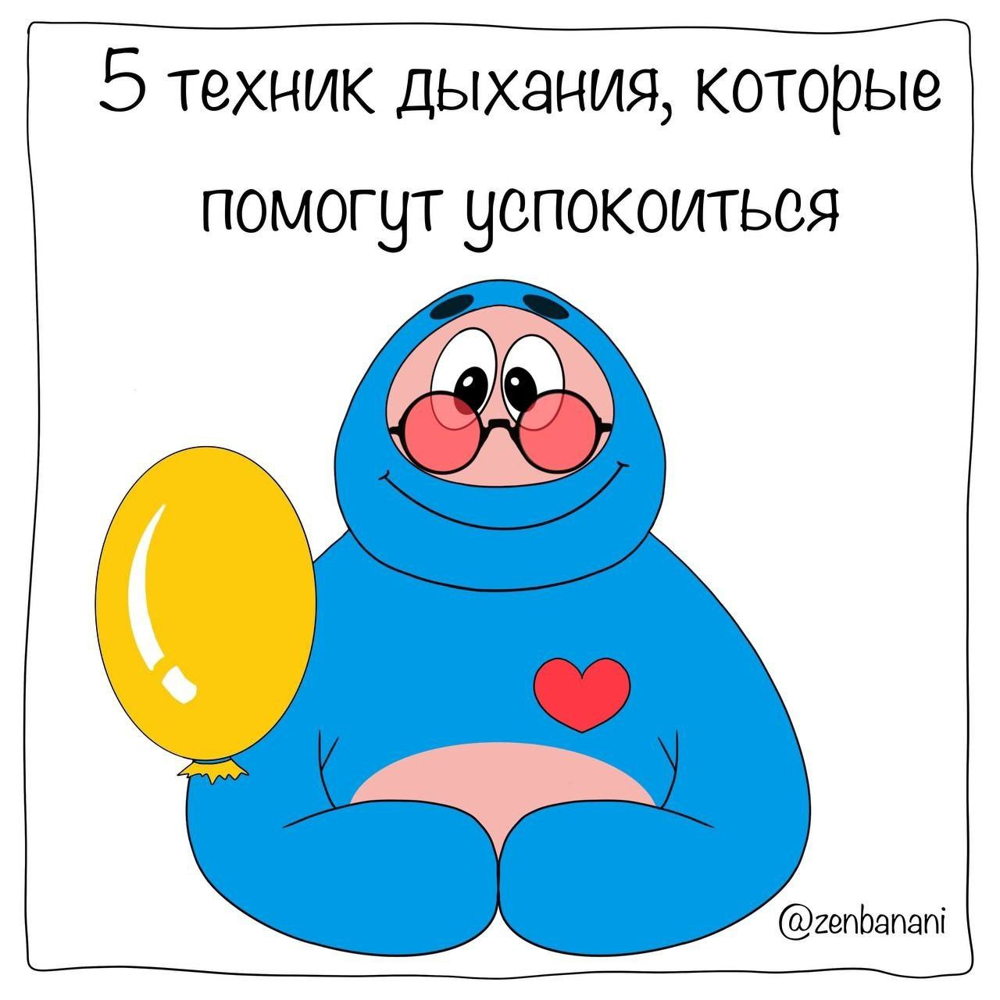 5 техник дыхания, которые
помогут успокоиться
@zenbanani